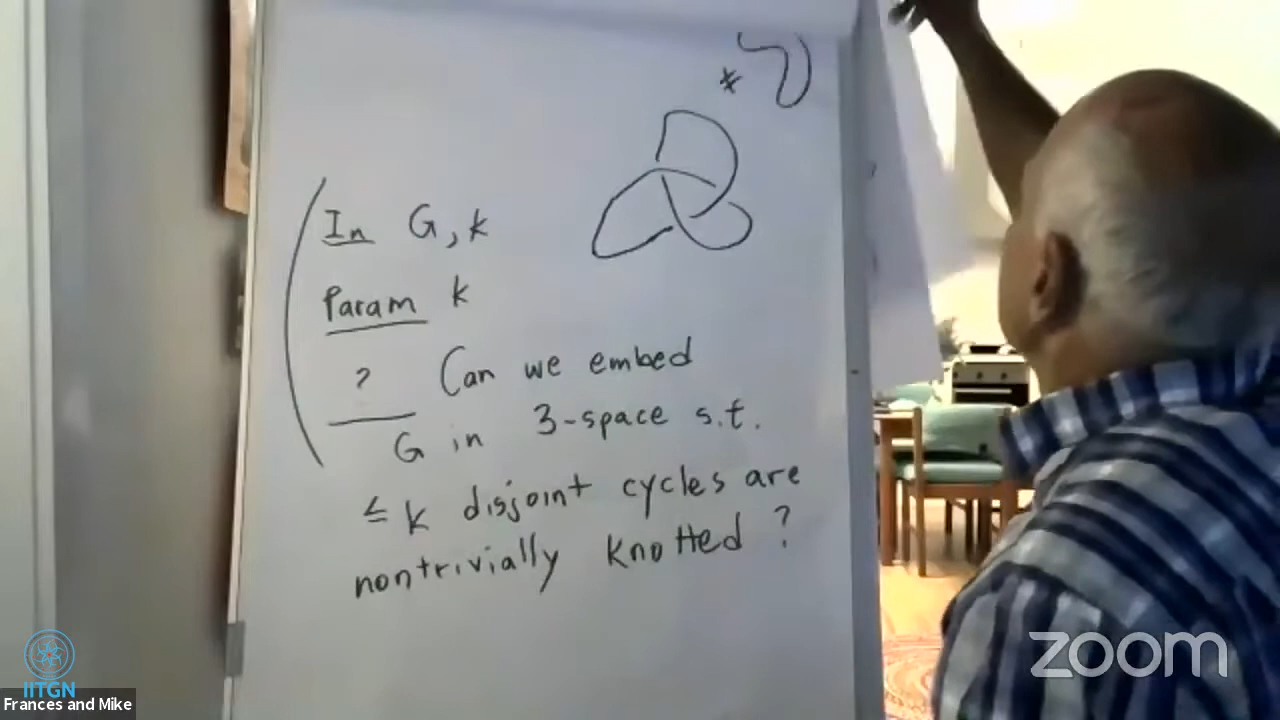 *
In G, k
Param k
? Can we embed
G in 3-space s.t.
≤ k disjoint cycles are
nontrivially knotted ?
zoom
IITGN
Frances and Mike